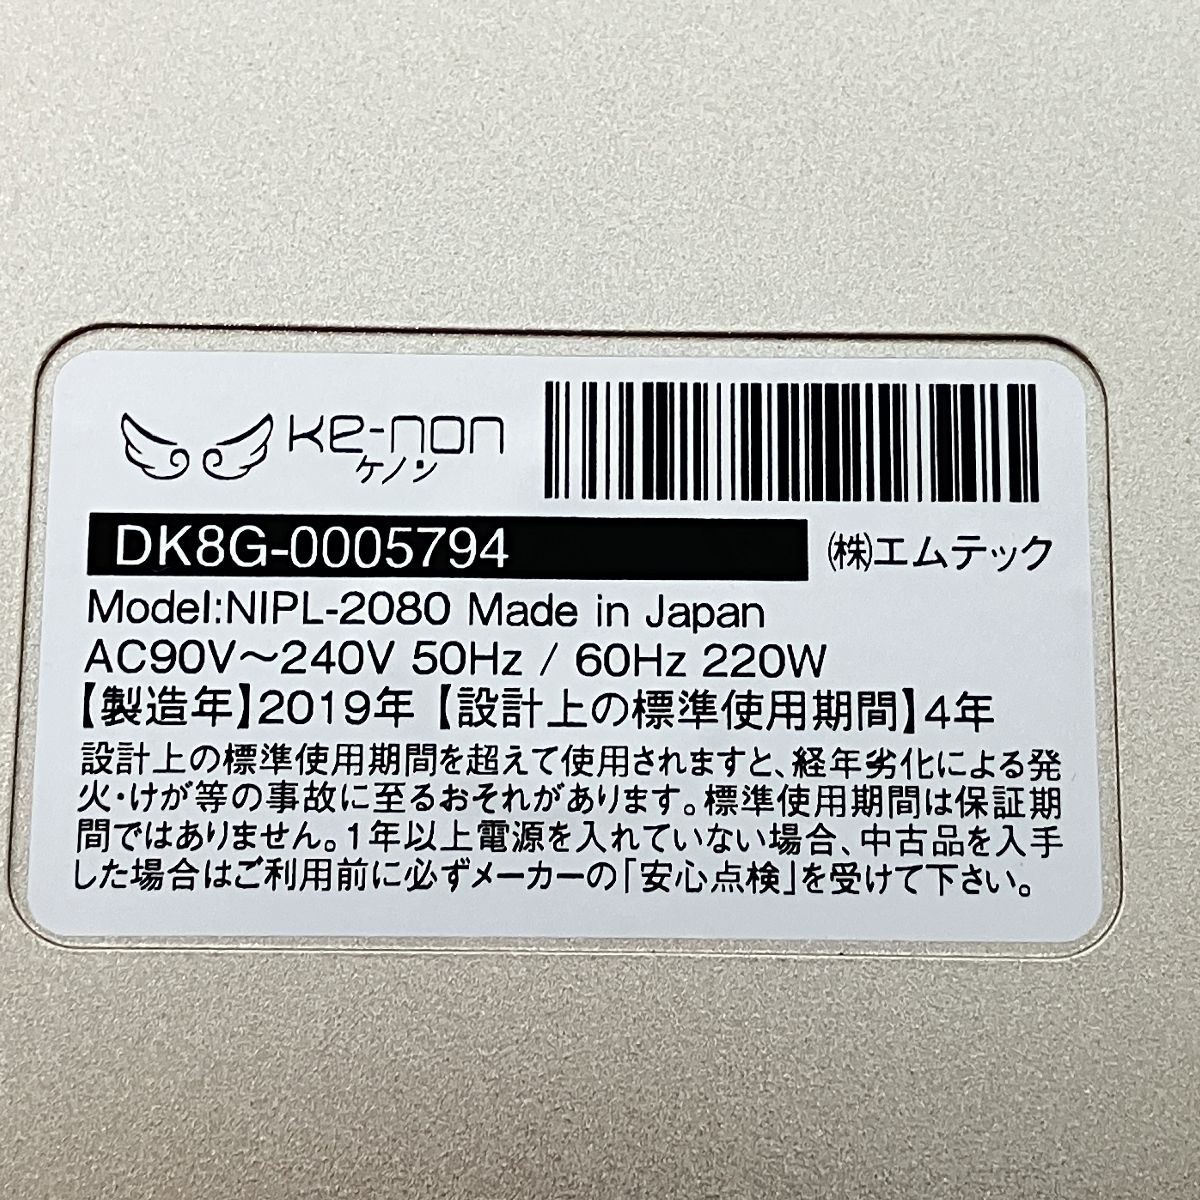 ke-non
ケノン
DK8G-0005794
㈱エムテック
Model:NIPL-2080 Made in Japan
AC90V～240V 50Hz / 60Hz 220W
【製造年】2019年【設計上の標準使用期間】4年
設計上の標準使用期間を超えて使用されますと、経年劣化による発
火・けが等の事故に至るおそれがあります。標準使用期間は保証期
間ではありません。1年以上電源を入れていない場合、中古品を入手
した場合はご利用前に必ずメーカーの「安心点検」を受けて下さい。